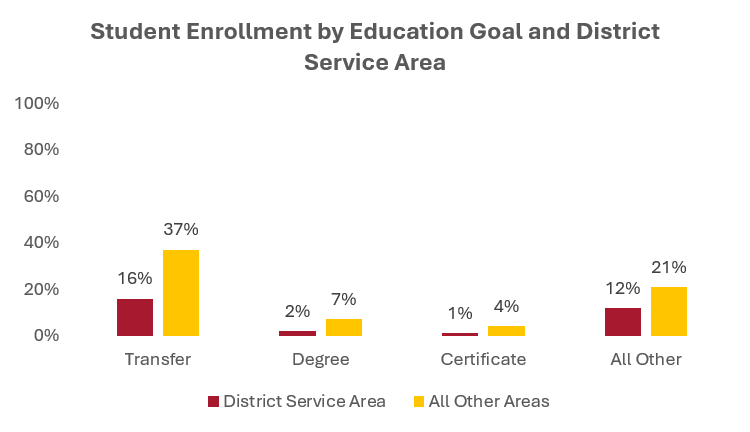 Student Enrollment by Education Goal and District
Service Area
100%
80%
60%
40%
20%
0%
16%
37%
2%
7%
1%
4%
12%
21%
Transfer
Degree
Certificate
All Other
District Service Area
All Other Areas